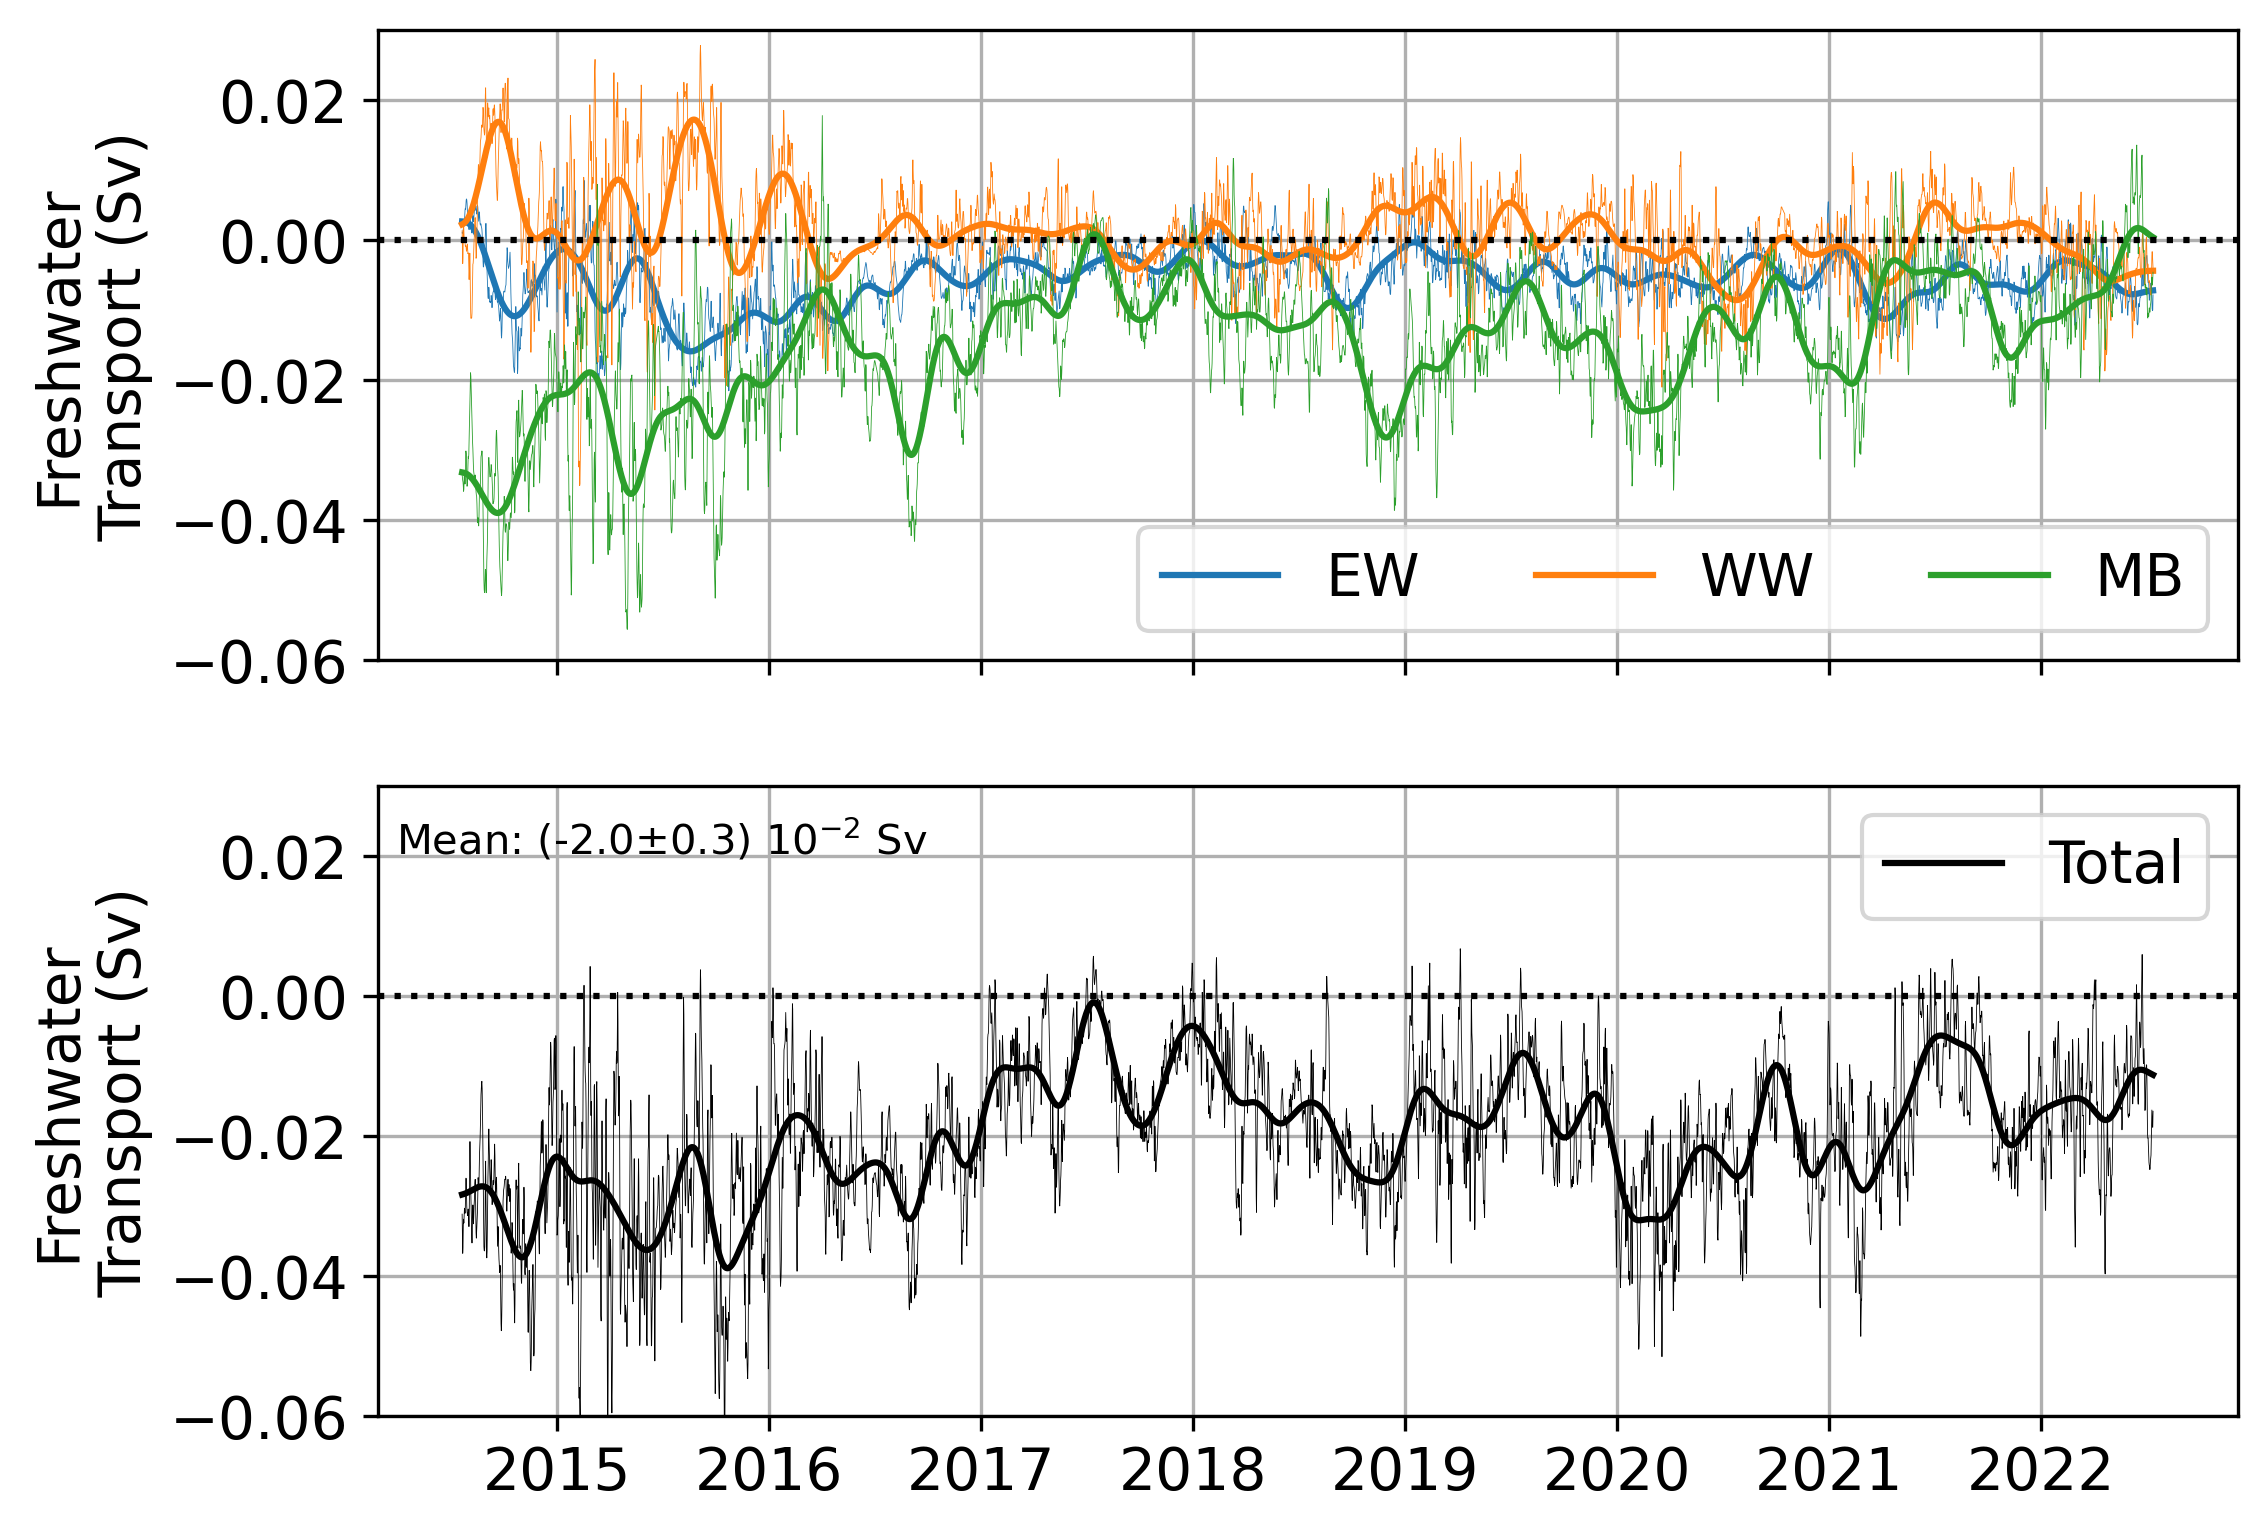 Freshwater
Transport (Sv)
0.02
0.00
−0.02
−0.04
−0.06
EW WW MB
Freshwater
Transport (Sv)
Mean: (-2.0±0.3) 10⁻² Sv
Total
0.02
0.00
−0.02
−0.04
−0.06
2015 2016 2017 2018 2019 2020 2021 2022